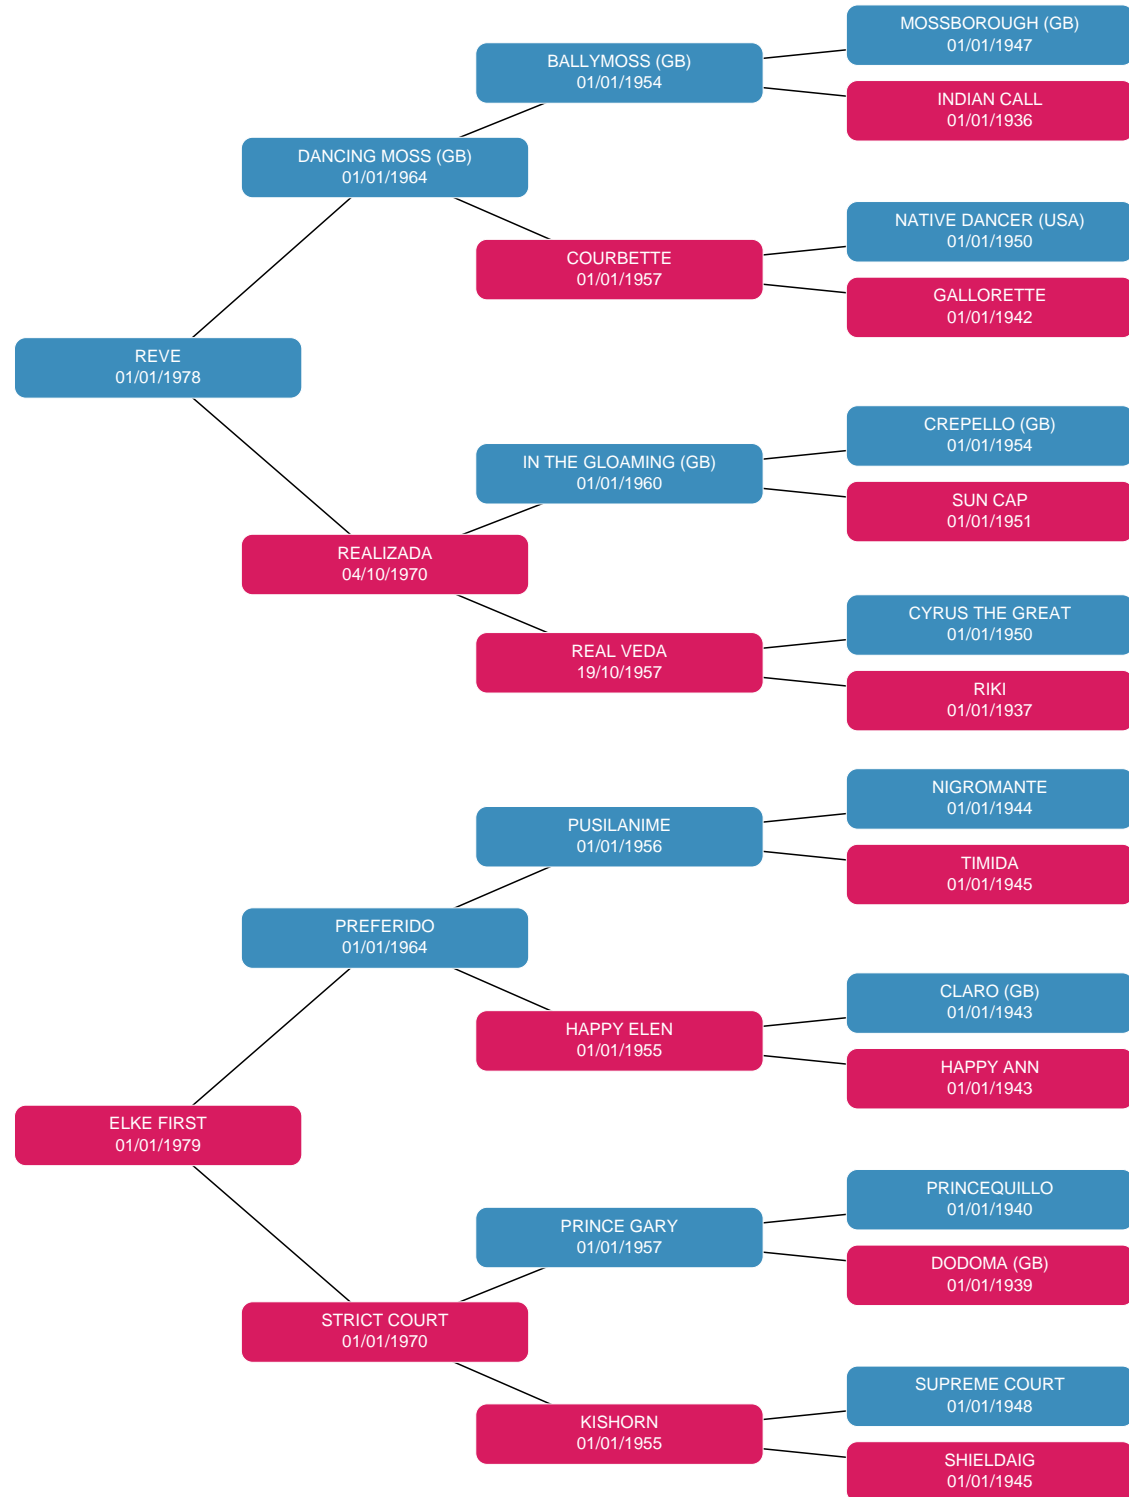 MOSSBOROUGH (GB)
01/01/1947
BALLYMOSS (GB)
01/01/1954
INDIAN CALL
01/01/1936
DANCING MOSS (GB)
01/01/1964
NATIVE DANCER (USA)
01/01/1950
COURBETTE
01/01/1957
GALLORETTE
01/01/1942
REVE
01/01/1978
CREPELLO (GB)
01/01/1954
IN THE GLOAMING (GB)
01/01/1960
SUN CAP
01/01/1951
REALIZADA
04/10/1970
CYRUS THE GREAT
01/01/1950
REAL VEDA
19/10/1957
RIKI
01/01/1937
NIGROMANTE
01/01/1944
PUSILANIME
01/01/1956
TIMIDA
01/01/1945
PREFERIDO
01/01/1964
CLARO (GB)
01/01/1943
HAPPY ELEN
01/01/1955
HAPPY ANN
01/01/1943
ELKE FIRST
01/01/1979
PRINCEQUILLO
01/01/1940
PRINCE GARY
01/01/1957
DODOMA (GB)
01/01/1939
STRICT COURT
01/01/1970
SUPREME COURT
01/01/1948
KISHORN
01/01/1955
SHIELDAIG
01/01/1945